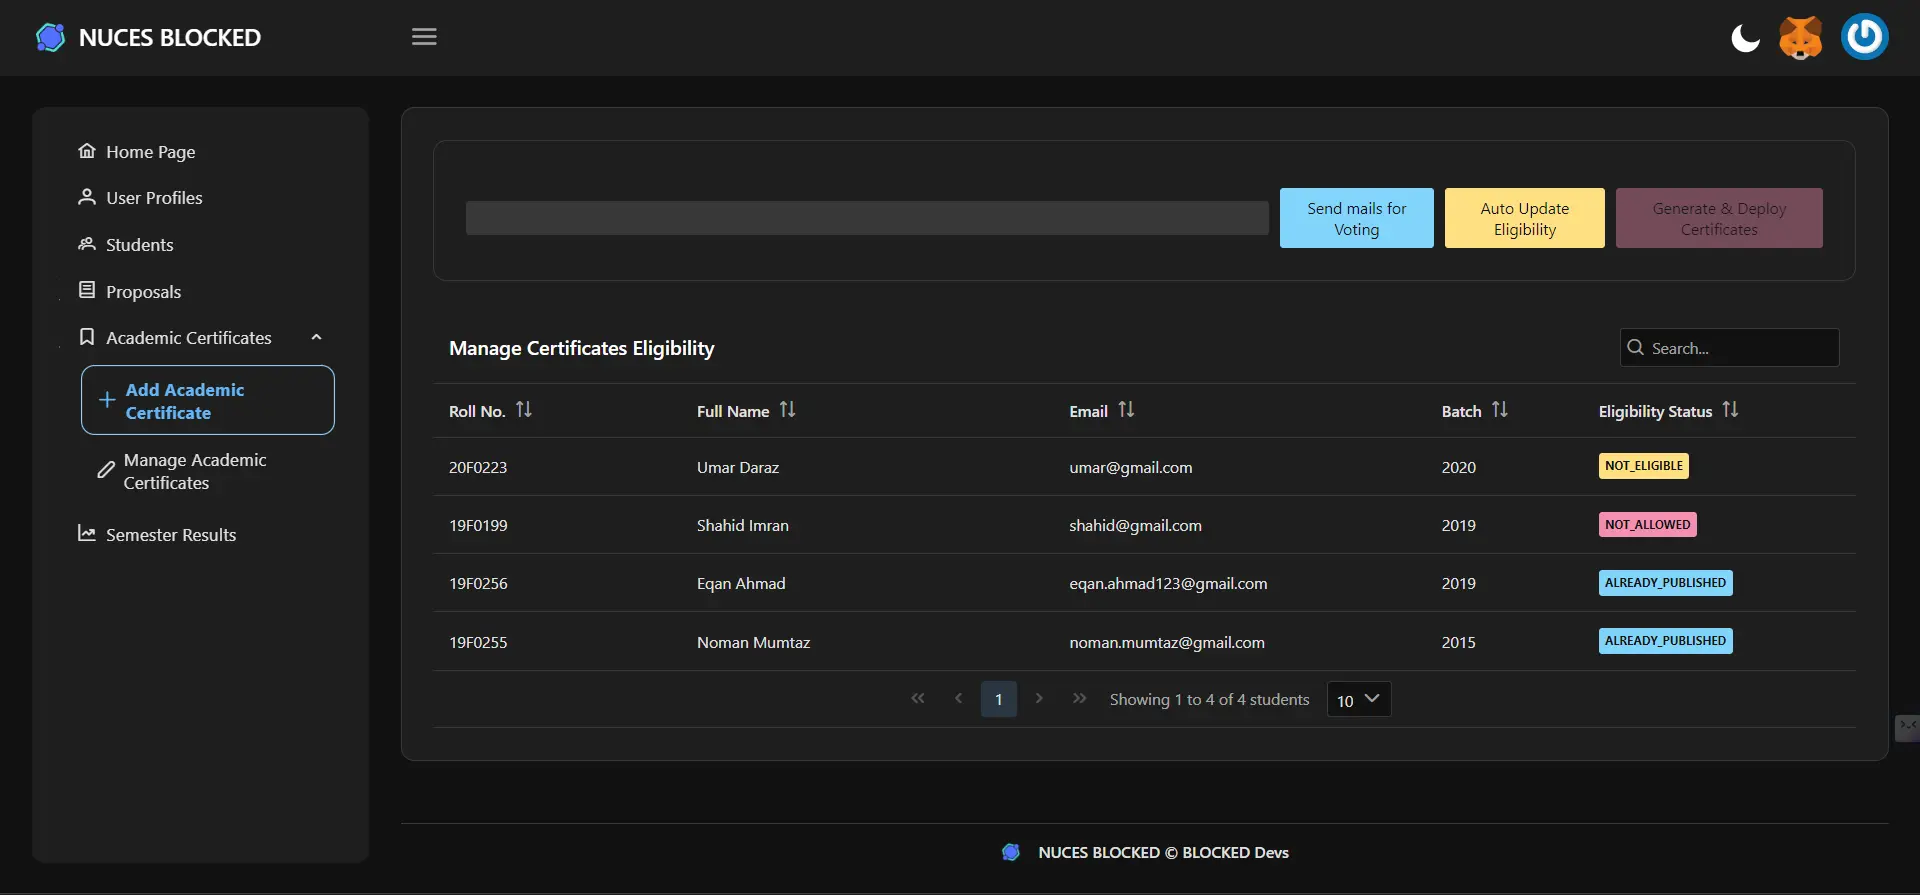 NUCES BLOCKED
Home Page
User Profiles
Students
Proposals
Academic Certificates
Add Academic
Certificate
Manage Academic
Certificates
Semester Results
Send mails for
Voting
Auto Update
Eligibility
Generate & Deploy
Certificates
Manage Certificates Eligibility
Search...
Roll No. Full Name Email Batch Eligibility Status
20F0223 Umar Daraz umar@gmail.com 2020 NOT_ELIGIBLE
19F0199 Shahid Imran shahid@gmail.com 2019 NOT_ALLOWED
19F0256 Eqan Ahmad eqan.ahmad123@gmail.com 2019 ALREADY_PUBLISHED
19F0255 Noman Mumtaz noman.mumtaz@gmail.com 2015 ALREADY_PUBLISHED
« ‹ 1 › » Showing 1 to 4 of 4 students 10
NUCES BLOCKED © BLOCKED Devs